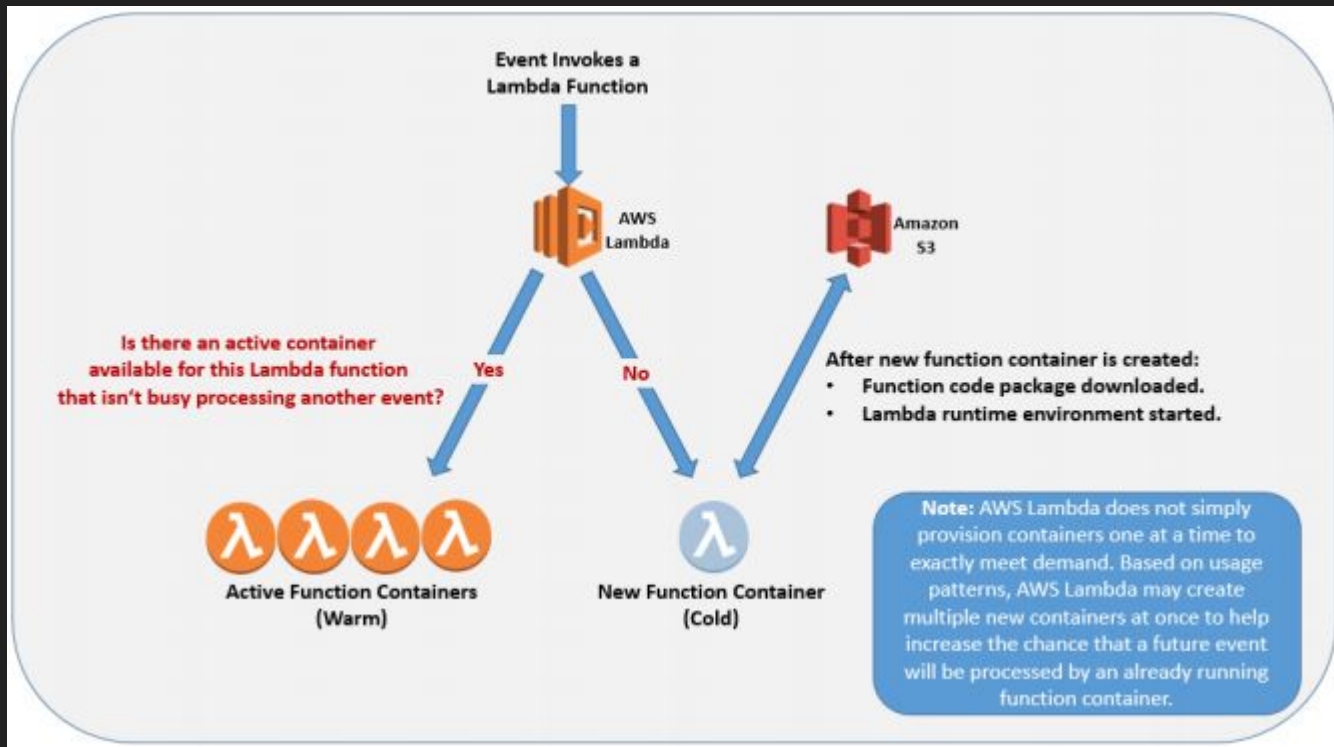 Event Invokes a
Lambda Function
AWS
Lambda
Amazon
S3
Is there an active container
available for this Lambda function
that isn't busy processing another event?
Yes
No
After new function container is created:
• Function code package downloaded.
• Lambda runtime environment started.
λ λ λ λ
Active Function Containers
(Warm)
λ
New Function Container
(Cold)
Note: AWS Lambda does not simply
provision containers one at a time to
exactly meet demand. Based on usage
patterns, AWS Lambda may create
multiple new containers at once to help
increase the chance that a future event
will be processed by an already running
function container.